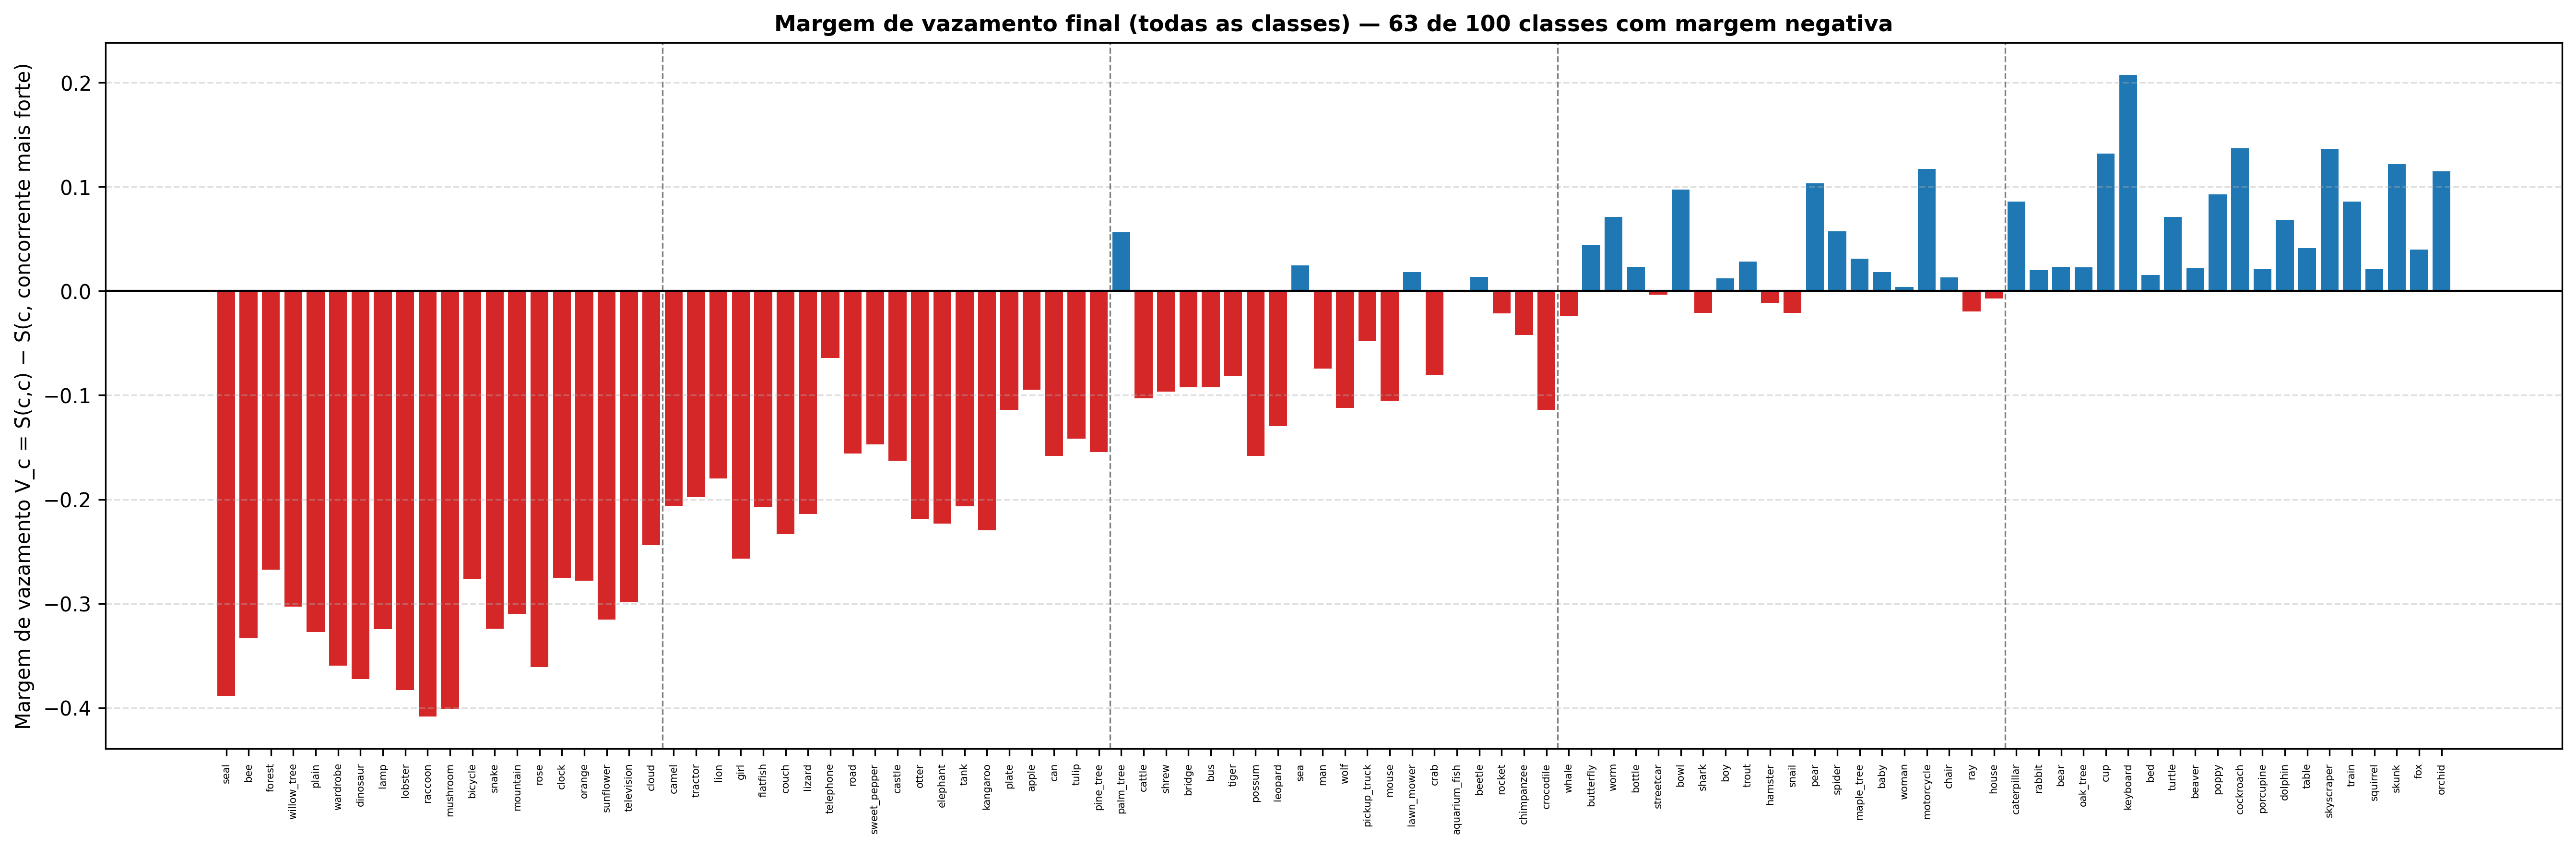 Margem de vazamento final (todas as classes) — 63 de 100 classes com margem negativa
Margem de vazamento V_c = S(c,c) − S(c, concorrente mais forte)
0.2
0.1
0.0
−0.1
−0.2
−0.3
−0.4
seal
bee
forest
willow_tree
plain
wardrobe
dinosaur
lamp
lobster
raccoon
mushroom
bicycle
snake
mountain
rose
clock
orange
sunflower
television
cloud
camel
tractor
lion
girl
flatfish
couch
lizard
telephone
road
sweet_pepper
castle
otter
elephant
tank
kangaroo
plate
apple
can
tulip
pine_tree
palm_tree
cattle
shrew
bridge
bus
tiger
possum
leopard
sea
man
wolf
pickup_truck
mouse
lawn_mower
crab
aquarium_fish
beetle
rocket
chimpanzee
crocodile
whale
butterfly
worm
bottle
streetcar
bowl
shark
boy
trout
hamster
snail
pear
spider
maple_tree
baby
woman
motorcycle
chair
ray
house
caterpillar
rabbit
bear
oak_tree
cup
keyboard
bed
turtle
beaver
poppy
cockroach
porcupine
dolphin
table
skyscraper
train
squirrel
skunk
fox
orchid